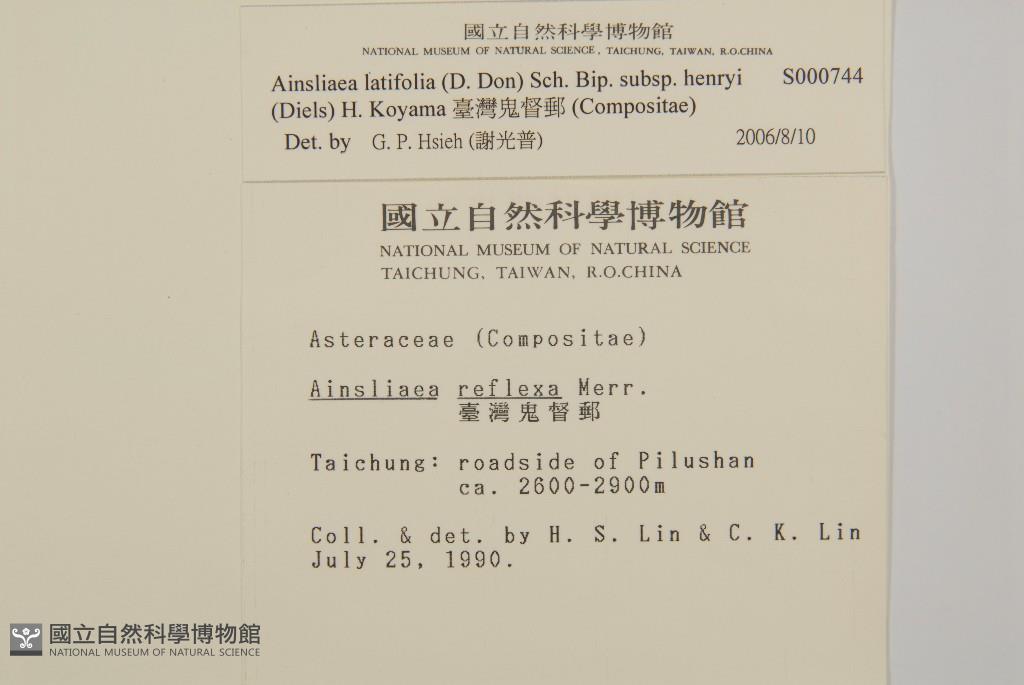 國立自然科學博物館
NATIONAL MUSEUM OF NATURAL SCIENCE, TAICHUNG, TAIWAN, R.O.CHINA
Ainsliaea latifolia (D. Don) Sch. Bip. subsp. henryi S000744
(Diels) H. Koyama 臺灣鬼督郵 (Compositae)
Det. by G. P. Hsieh (謝光普) 2006/8/10
國立自然科學博物館
NATIONAL MUSEUM OF NATURAL SCIENCE
TAICHUNG, TAIWAN, R.O.CHINA
Asteraceae (Compositae)
Ainsliaea reflexa Merr.
臺灣鬼督郵
Taichung: roadside of Pilushan
ca. 2600-2900m
Coll. & det. by H. S. Lin & C. K. Lin
July 25, 1990.
國立自然科學博物館
NATIONAL MUSEUM OF NATURAL SCIENCE